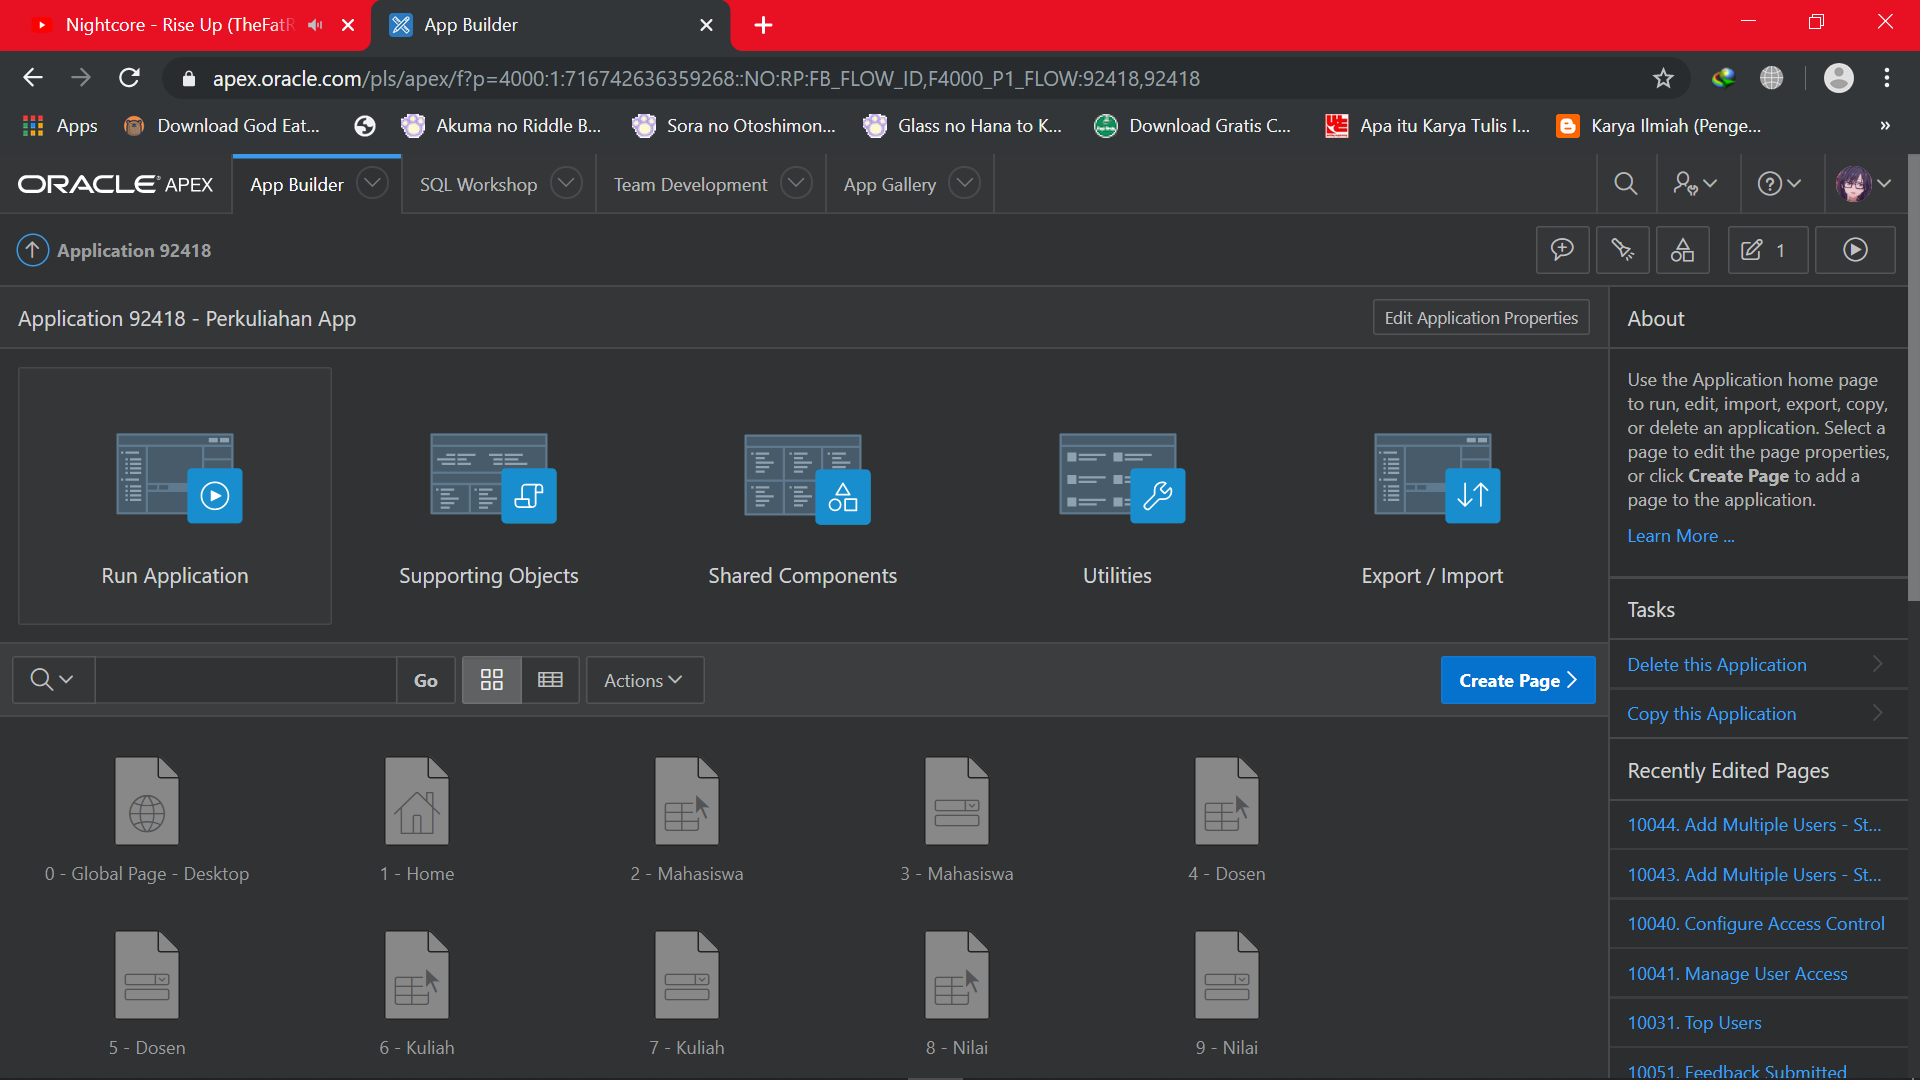 Nightcore - Rise Up (TheFatR
App Builder
apex.oracle.com/pls/apex/f?p=4000:1:716742636359268::NO:RP:FB_FLOW_ID,F4000_P1_FLOW:92418,92418
Apps
Download God Eat...
Akuma no Riddle B...
Sora no Otoshimon...
Glass no Hana to K...
Download Gratis C...
Apa itu Karya Tulis I...
Karya Ilmiah (Penge...
»
ORACLE APEX
App Builder
SQL Workshop
Team Development
App Gallery
Application 92418
1
Application 92418 - Perkuliahan App
Edit Application Properties
Run Application
Supporting Objects
Shared Components
Utilities
Export / Import
Go
Actions
Create Page
0 - Global Page - Desktop
1 - Home
2 - Mahasiswa
3 - Mahasiswa
4 - Dosen
5 - Dosen
6 - Kuliah
7 - Kuliah
8 - Nilai
9 - Nilai
About
Use the Application home page
to run, edit, import, export, copy,
or delete an application. Select a
page to edit the page properties,
or click Create Page to add a
page to the application.
Learn More ...
Tasks
Delete this Application
Copy this Application
Recently Edited Pages
10044. Add Multiple Users - St...
10043. Add Multiple Users - St...
10040. Configure Access Control
10041. Manage User Access
10031. Top Users
10051. Feedback Submitted